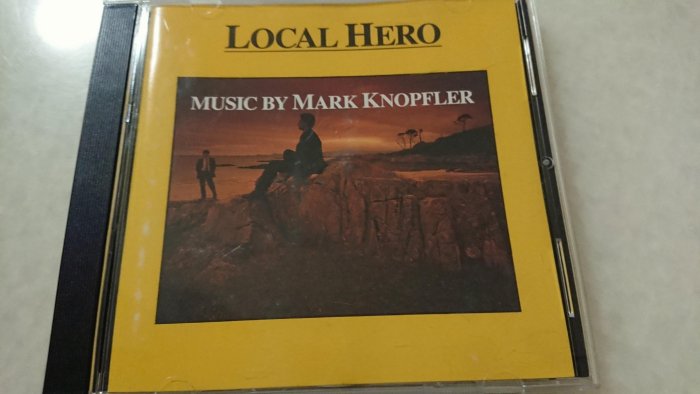 LOCAL HERO
MUSIC BY MARK KNOPFLER